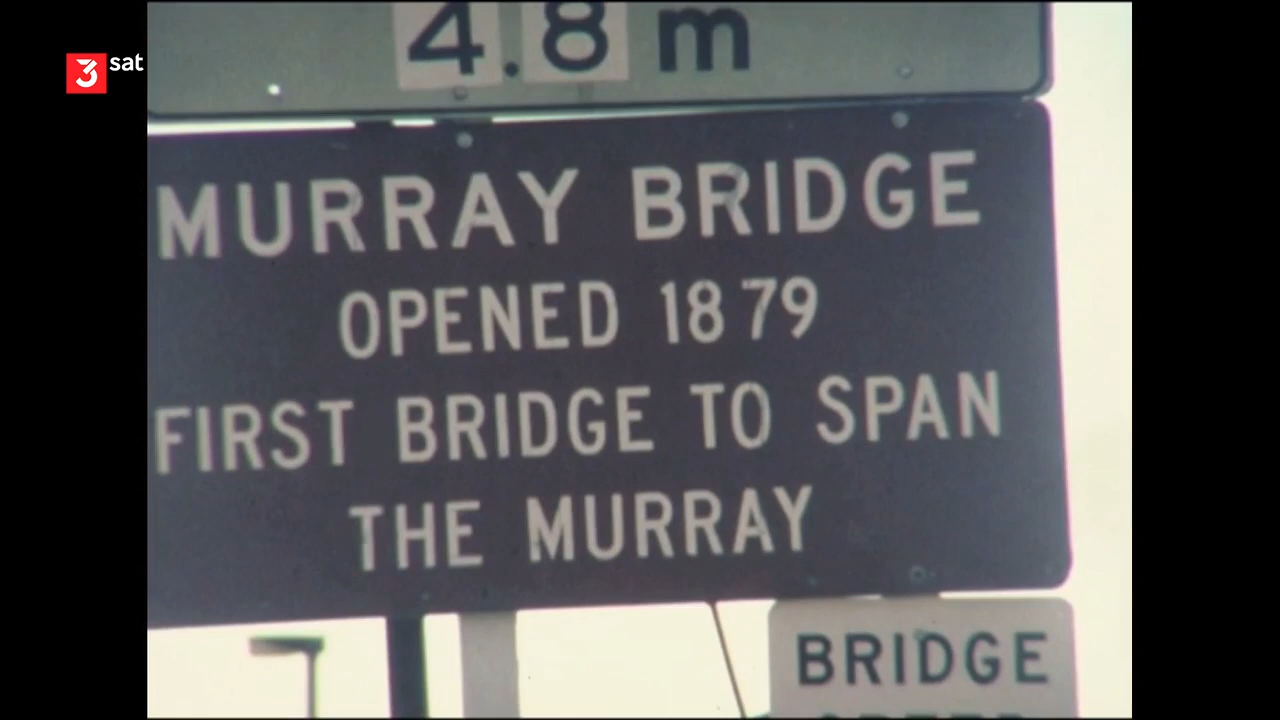 4.8 m
3sat
MURRAY BRIDGE
OPENED 1879
FIRST BRIDGE TO SPAN
THE MURRAY
BRIDGE